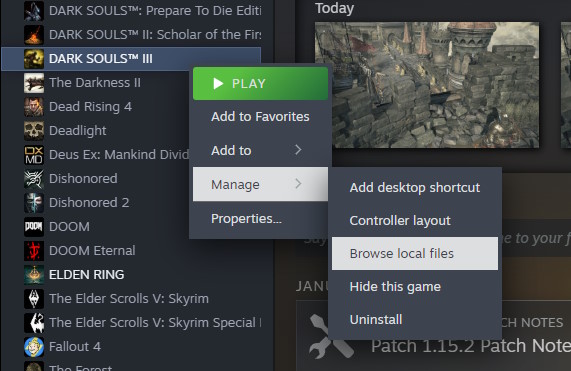 DARK SOULS™: Prepare To Die Editi
DARK SOULS™ II: Scholar of the Firs
DARK SOULS™ III
The Darkness II
Dead Rising 4
Deadlight
Deus Ex: Mankind Divid
Dishonored
Dishonored 2
DOOM
DOOM Eternal
ELDEN RING
The Elder Scrolls V: Skyrim
The Elder Scrolls V: Skyrim Special
Fallout 4
The Forest
PLAY
Add to Favorites
Add to
Manage
Properties...
Add desktop shortcut
Controller layout
Browse local files
Hide this game
Uninstall
Today
Say
e to your f
JANU
CH NOTES
Patch 1.15.2 Patch Note